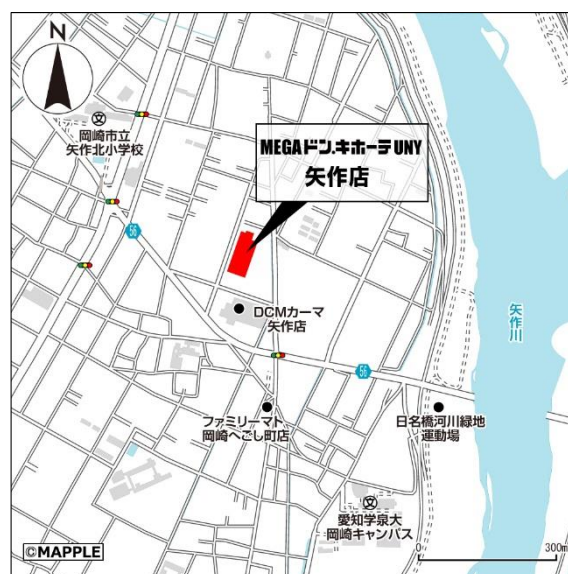 N
岡崎市立
矢作北小学校
MEGAドン.キホーテUNY
矢作店
56
DCMカーマ
矢作店
56
矢作川
ファミリーマト
岡崎へごし町店
日名橋河川緑地
運動場
愛知学泉大
岡崎キャンパス
©MAPPLE
0 300m